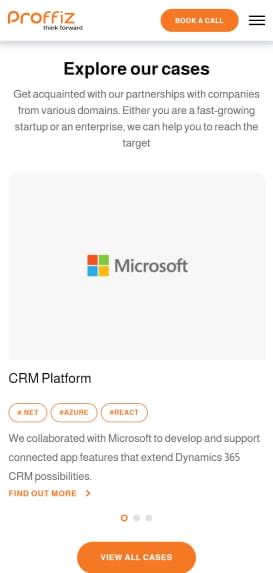 Proffiz
think forward
BOOK A CALL
Explore our cases
Get acquainted with our partnerships with companies
from various domains. Either you are a fast-growing
startup or an enterprise, we can help you to reach the
target
Microsoft
CRM Platform
#.NET #AZURE #REACT
We collaborated with Microsoft to develop and support
connected app features that extend Dynamics 365
CRM possibilities.
FIND OUT MORE
VIEW ALL CASES